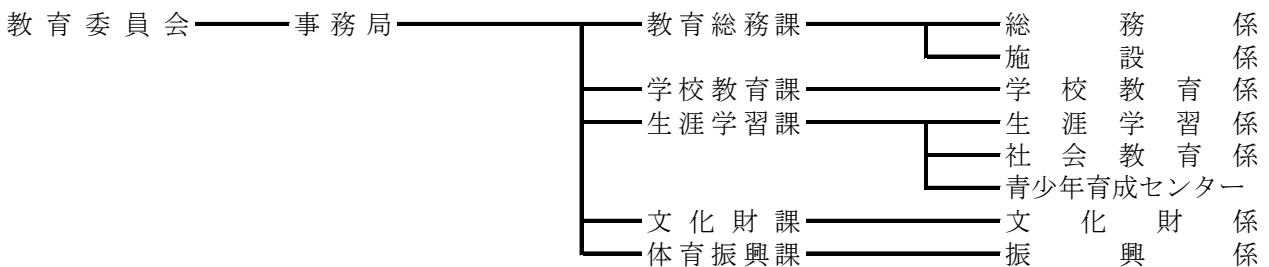 教育委員会 事務局 教育総務課 総務係
施設係
学校教育課 学校教育係
生涯学習課 生涯学習係
社会教育係
青少年育成センター
文化財課 文化財係
体育振興課 振興係